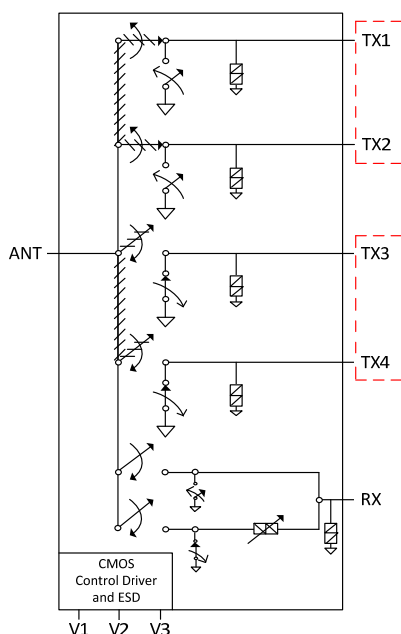 TX1
TX2
ANT
TX3
TX4
RX
CMOS
Control Driver
and ESD
V1 V2 V3